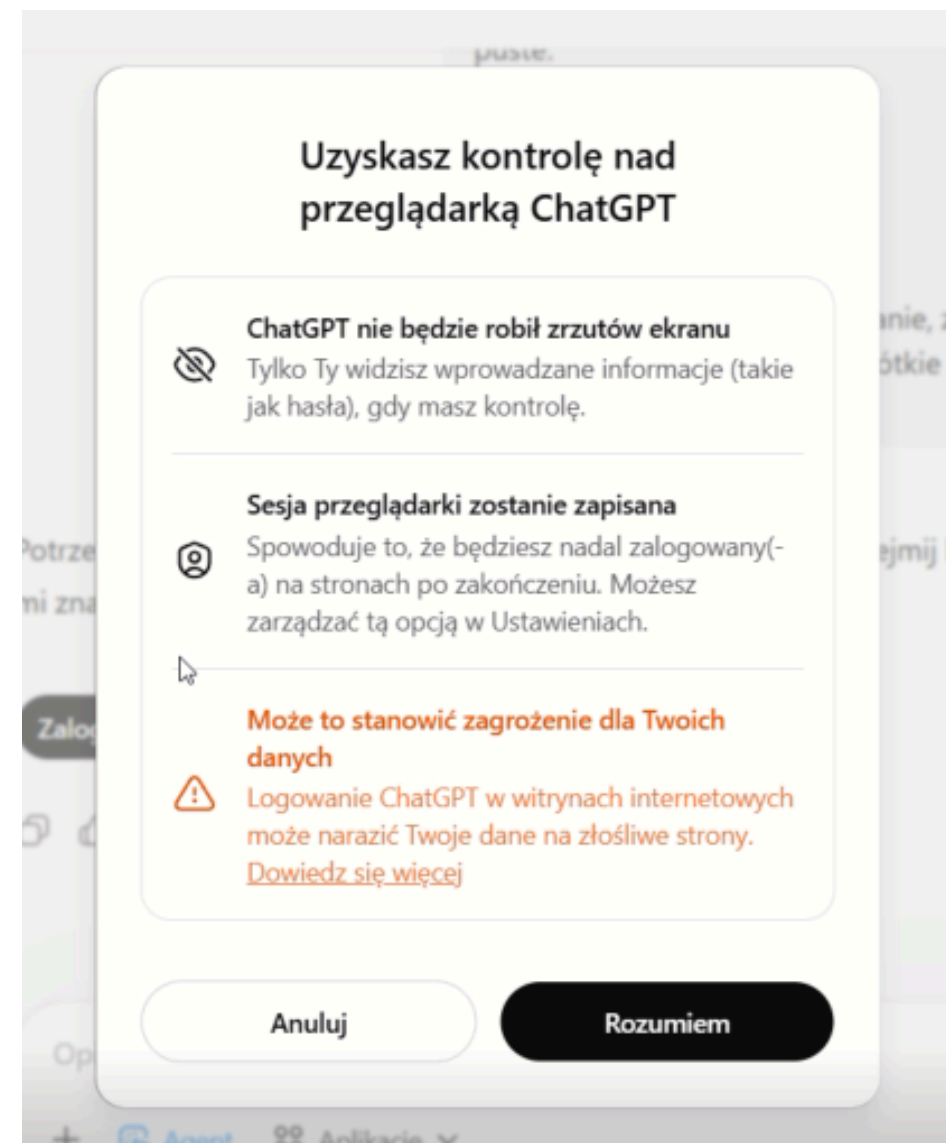 puste.
Uzyskasz kontrolę nad
przeglądarką ChatGPT
ChatGPT nie będzie robił zrzutów ekranu
Tylko Ty widzisz wprowadzane informacje (takie
jak hasła), gdy masz kontrolę.
Sesja przeglądarki zostanie zapisana
Spowoduje to, że będziesz nadal zalogowany(-
a) na stronach po zakończeniu. Możesz
zarządzać tą opcją w Ustawieniach.
Może to stanowić zagrożenie dla Twoich
danych
Logowanie ChatGPT w witrynach internetowych
może narazić Twoje dane na złośliwe strony.
Dowiedz się więcej
Anuluj
Rozumiem
Agent
Aplikacje